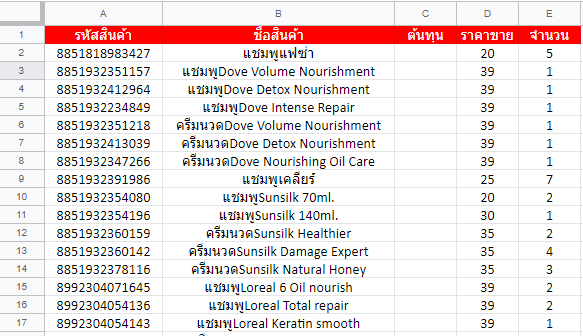 A B C D E
1 รหัสสินค้า ชื่อสินค้า ต้นทุน ราคาขาย จำนวน
2 8851818983427 แชมพูแฟซ่า 20 5
3 8851932351157 แชมพูDove Volume Nourishment 39 1
4 8851932412964 แชมพูDove Detox Nourishment 39 1
5 8851932234849 แชมพูDove Intense Repair 39 1
6 8851932351218 ครีมนวดDove Volume Nourishment 39 1
7 8851932413039 ครีมนวดDove Detox Nourishment 39 1
8 8851932347266 ครีมนวดDove Nourishing Oil Care 39 1
9 8851932391986 แชมพูเคลียร์ 25 7
10 8851932354080 แชมพูSunsilk 70ml. 20 2
11 8851932354196 แชมพูSunsilk 140ml. 30 1
12 8851932360159 ครีมนวดSunsilk Healthier 35 2
13 8851932360142 ครีมนวดSunsilk Damage Expert 35 4
14 8851932378116 ครีมนวดSunsilk Natural Honey 35 3
15 8992304071645 แชมพูLoreal 6 Oil nourish 39 2
16 8992304054136 แชมพูLoreal Total repair 39 2
17 8992304054143 แชมพูLoreal Keratin smooth 39 1